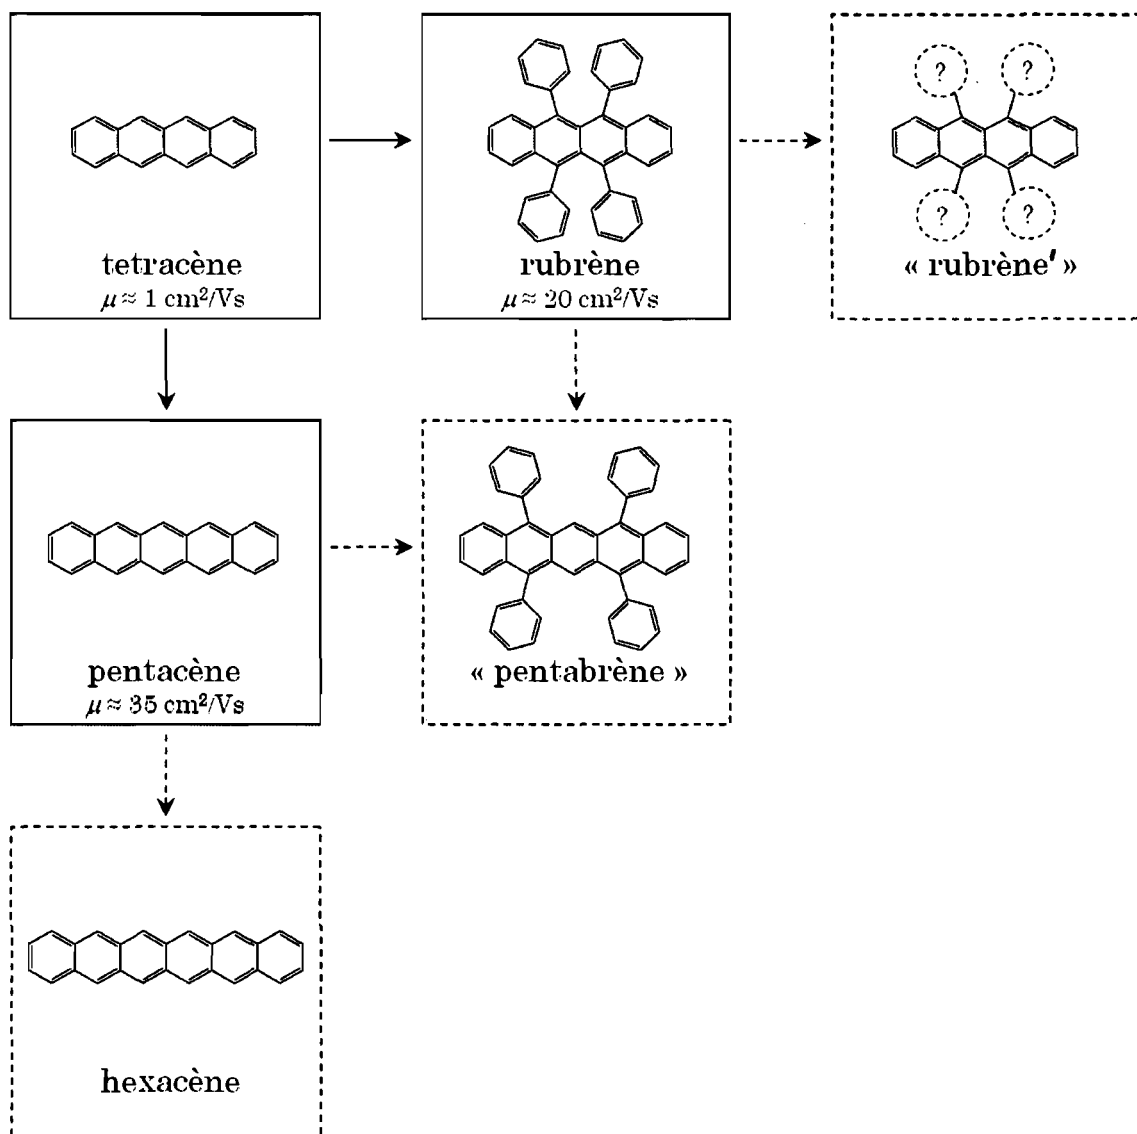 ? ?
? ?
tetracène
μ ≈ 1 cm²/Vs
rubrène
μ ≈ 20 cm²/Vs
« rubrène' »
pentacène
μ ≈ 35 cm²/Vs
« pentabrène »
hexacène